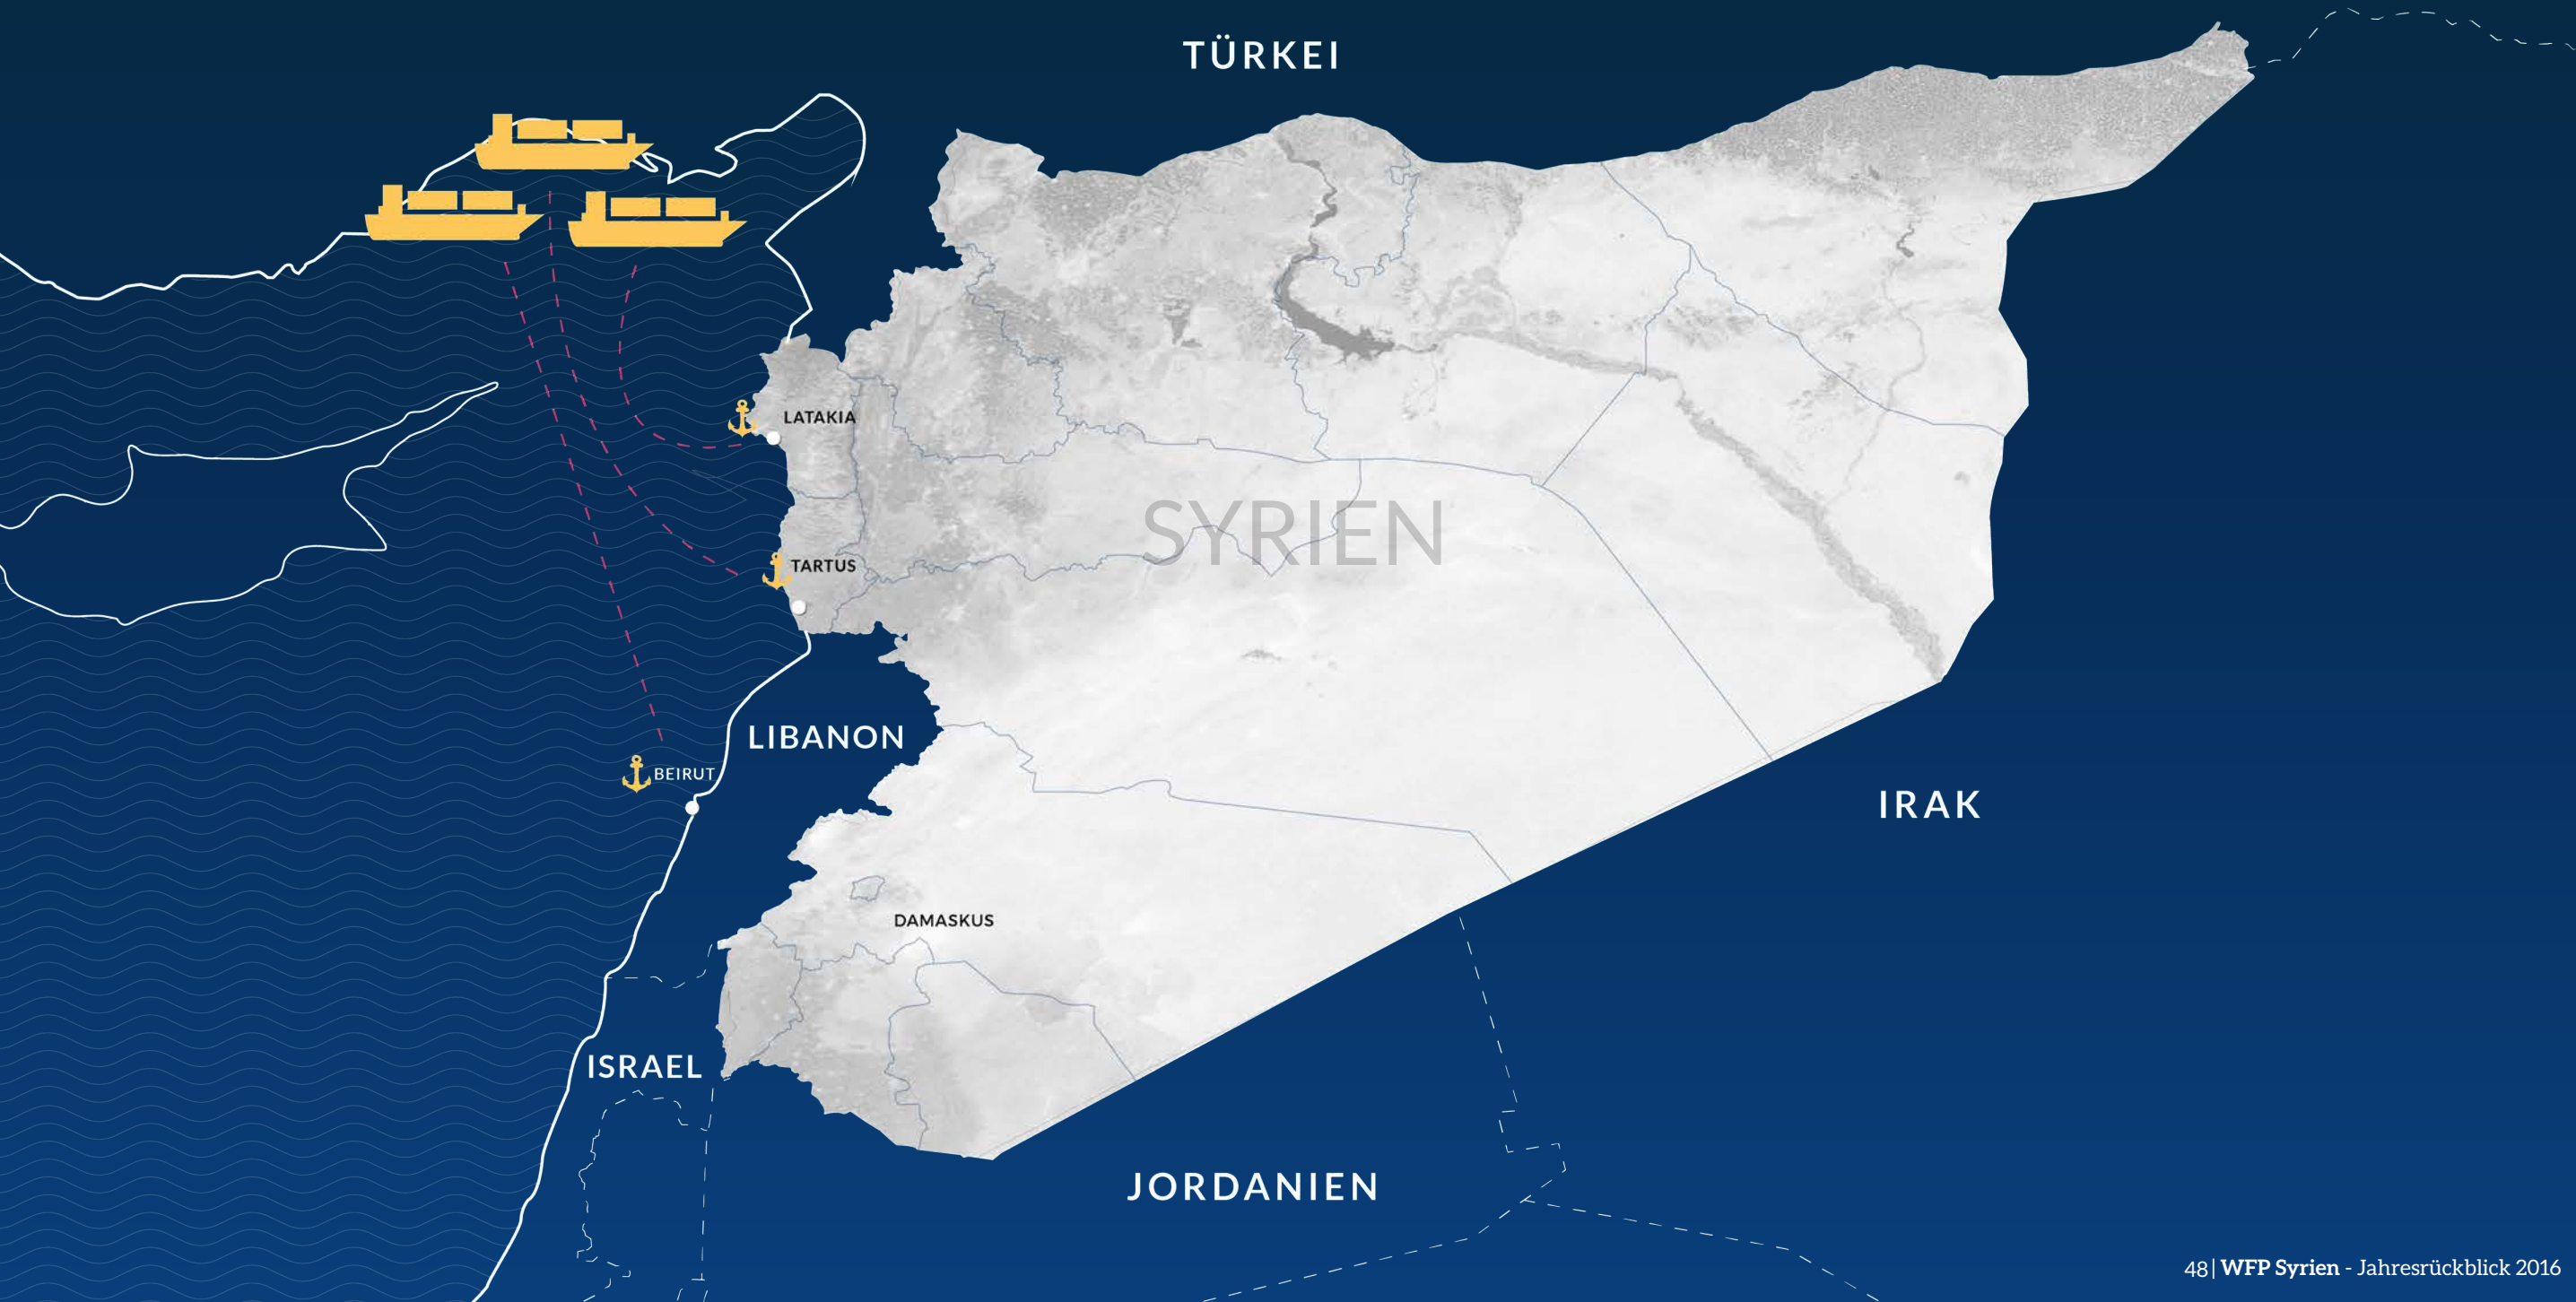 TÜRKEI
LATAKIA
SYRIEN
TARTUS
LIBANON
BEIRUT
IRAK
DAMASKUS
ISRAEL
JORDANIEN
48| WFP Syrien - Jahresrückblick 2016